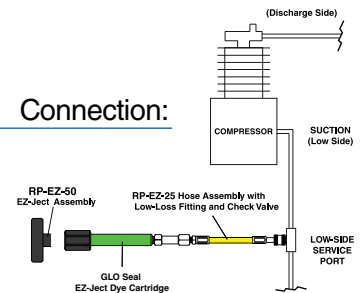 (Discharge Side)
Connection:
COMPRESSOR
SUCTION
(Low Side)
RP-EZ-50
EZ-Ject Assembly
RP-EZ-25 Hose Assembly with
Low-Loss Fitting and Check Valve
LOW-SIDE
SERVICE
PORT
GLO Seal
EZ-Ject Dye Cartridge